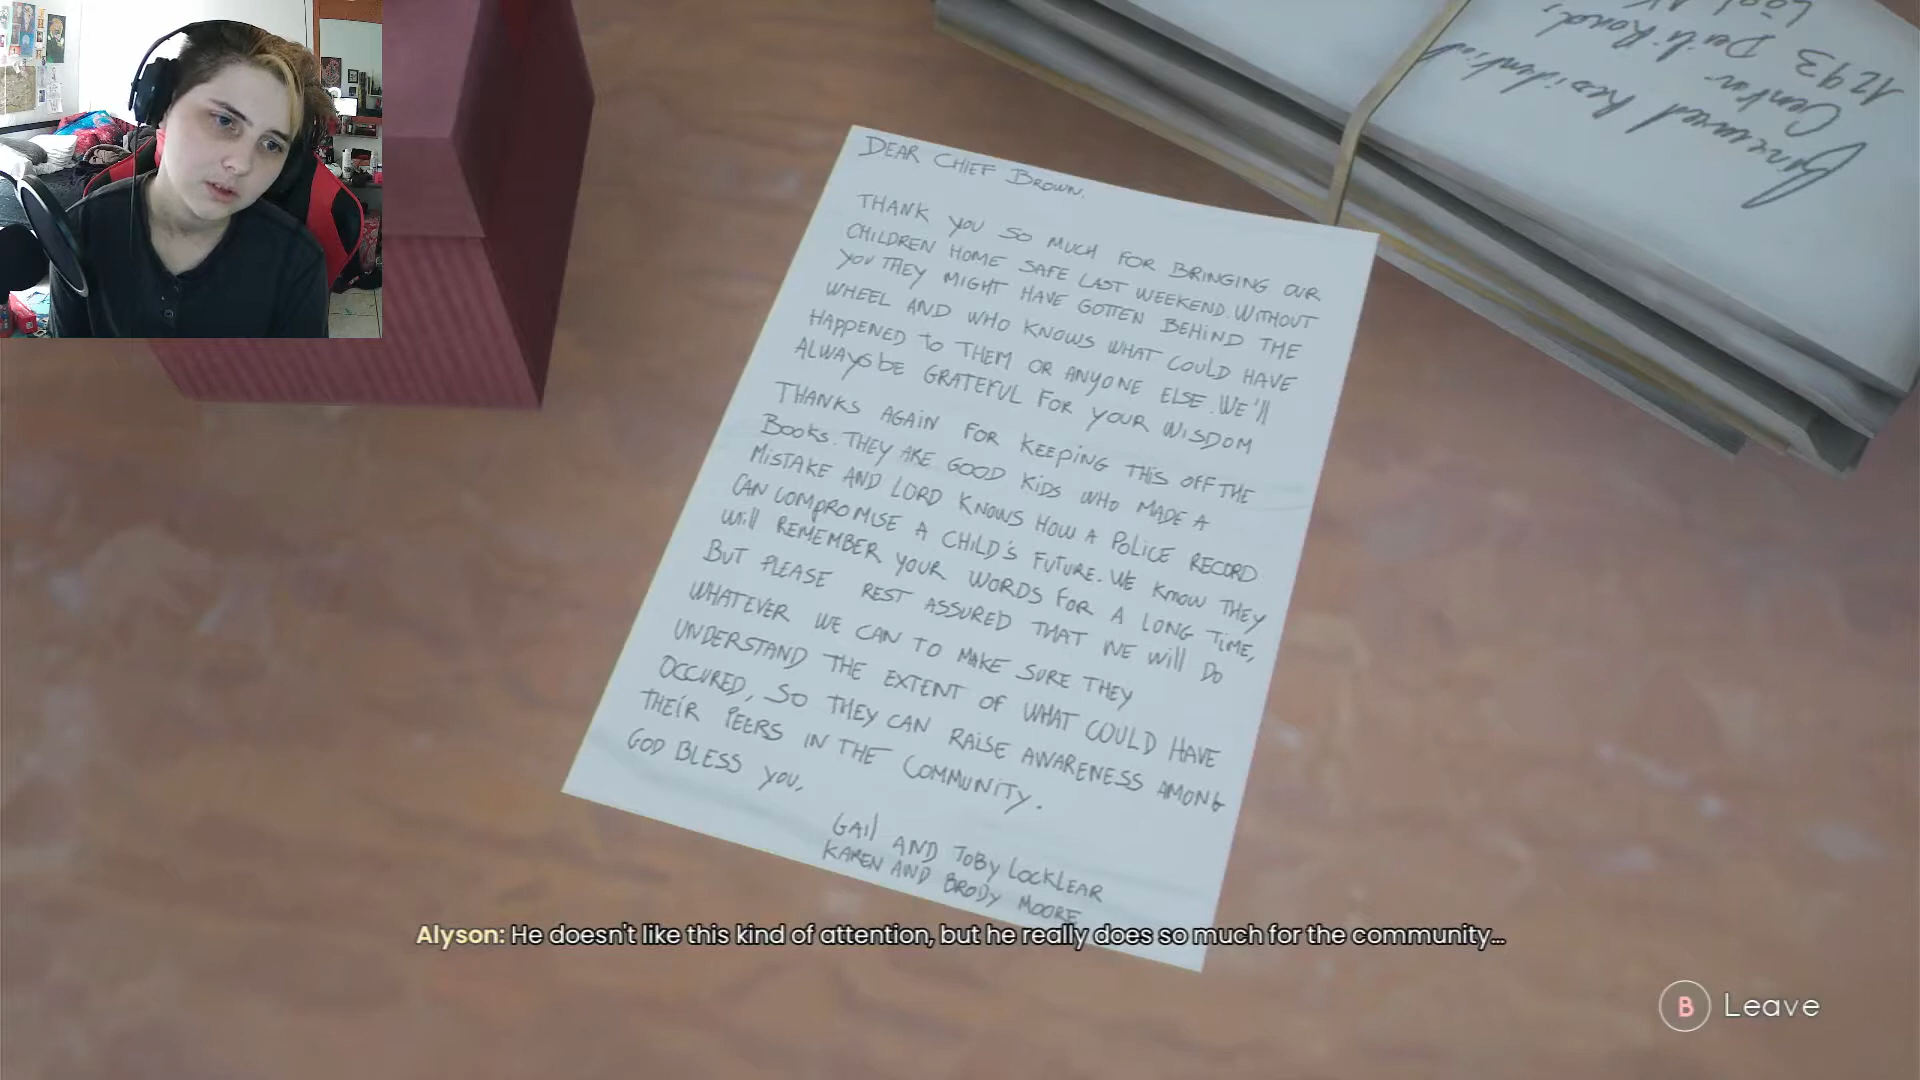 DEAR CHIEF BROWN.
THANK YOU SO MUCH FOR BRINGING OUR
CHILDREN HOME SAFE LAST WEEKEND. WITHOUT
YOU THEY MIGHT HAVE GOTTEN BEHIND THE
WHEEL AND WHO KNOWS WHAT COULD HAVE
HAPPENED TO THEM OR ANYONE ELSE. WE'll
ALWAYS bE GRATEFUL FOR YOUR WISDOM
THANKS AGAIN FOR KEEPING THIS OFF THE
BOOKS. THEY ARE GOOD KIDS WHO MADE A
MISTAKE AND LORD KNOWS HOW A POLICE RECORD
CAN COMPROMISE A CHILD'S FUTURE. WE KNOW THEY
Will REMEMBER YOUR WORDS FOR A LONG TIME,
BUT PLEASE REST ASSURED THAT WE Will DO
WHATEVER WE CAN TO MAKE SURE THEY
UNDERSTAND THE EXTENT OF WHAT COULD HAVE
OCCURED, SO THEY CAN RAISE AWARENESS AMONG
THEIR PEERS IN THE COMMUNITY.
GOD BLESS YOU,
GAil AND TOBY LOCKLEAR
KAREN AND BRODY MOORE
1293 Road,
Alyson: He doesn't like this kind of attention, but he really does so much for the community...
B Leave